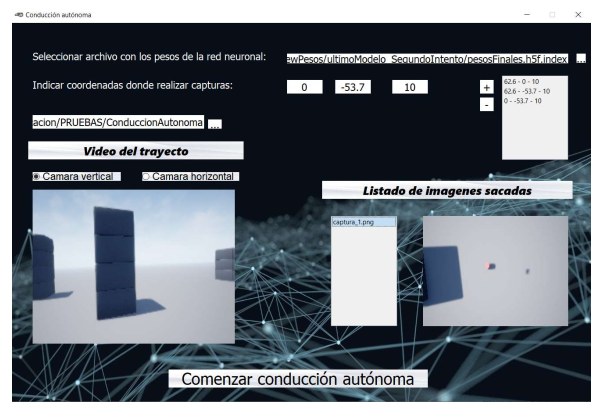 Conducción autónoma
Seleccionar archivo con los pesos de la red neuronal:
ewPesos/ultimoModelo_SegundoIntento/pesosFinales.h5f.index ...
Indicar coordenadas donde realizar capturas:
0 -53.7 10 +
-
62.6 - 0 - 10
62.6 - -53.7 - 10
0 - -53.7 - 10
acion/PRUEBAS/ConduccionAutonoma ...
Video del trayecto
Camara vertical Camara horizontal
Listado de imagenes sacadas
captura_1.png
Comenzar conducción autónoma